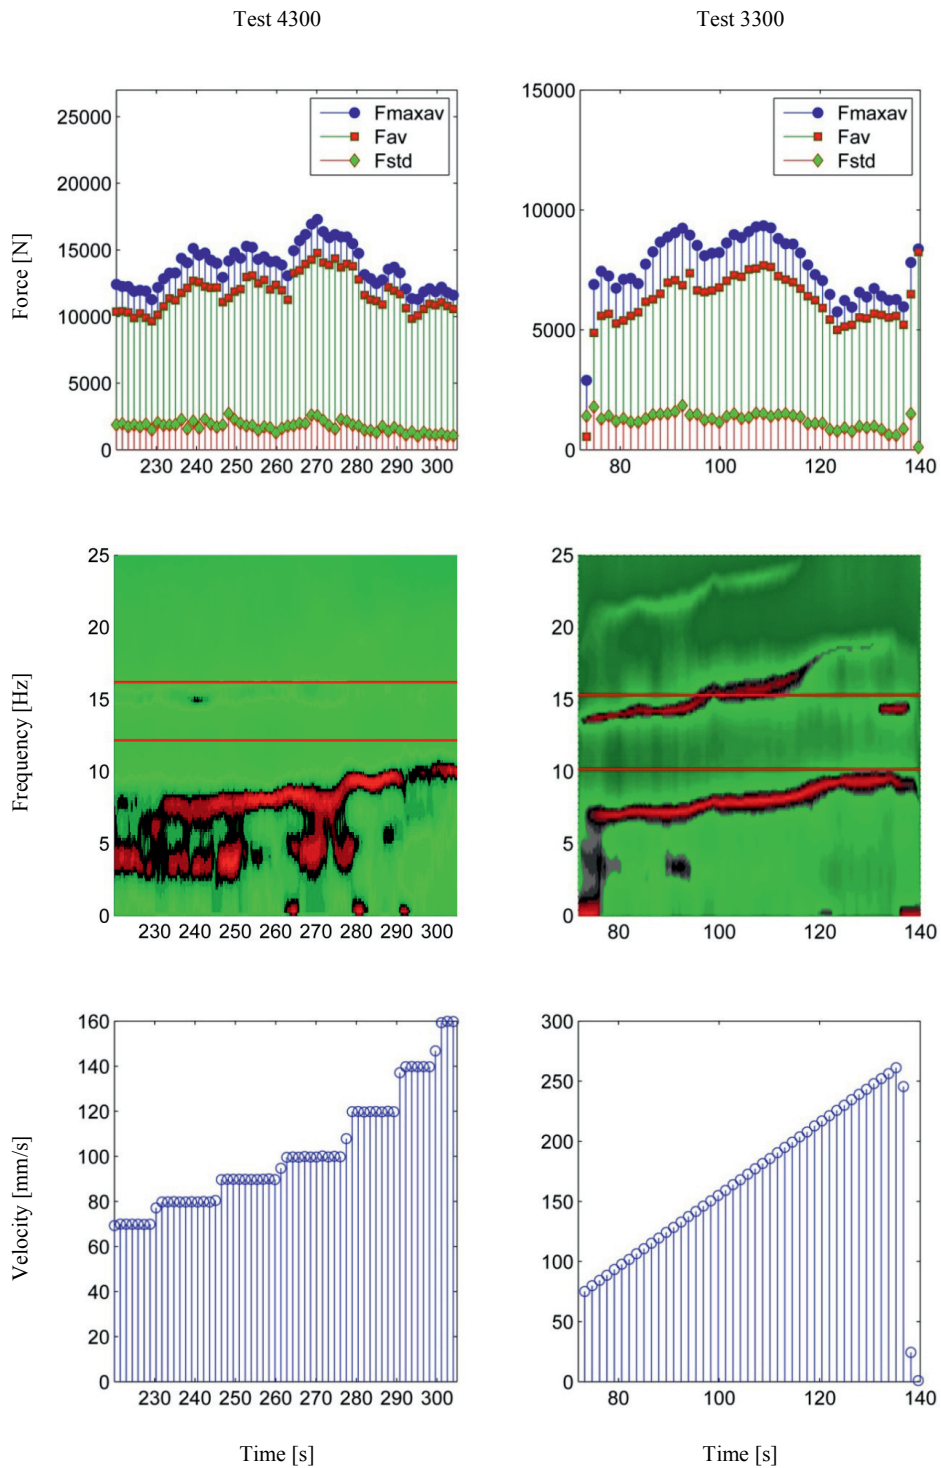 Test 4300 Test 3300
Force [N]
25000
20000
15000
10000
5000
0
230 240 250 260 270 280 290 300
Fmaxav
Fav
Fstd
15000
10000
5000
0
80 100 120 140
Fmaxav
Fav
Fstd
Frequency [Hz]
25
20
15
10
5
0
230 240 250 260 270 280 290 300
25
20
15
10
5
0
80 100 120 140
Velocity [mm/s]
160
140
120
100
80
60
40
20
0
230 240 250 260 270 280 290 300
300
250
200
150
100
50
0
80 100 120 140
Time [s] Time [s]